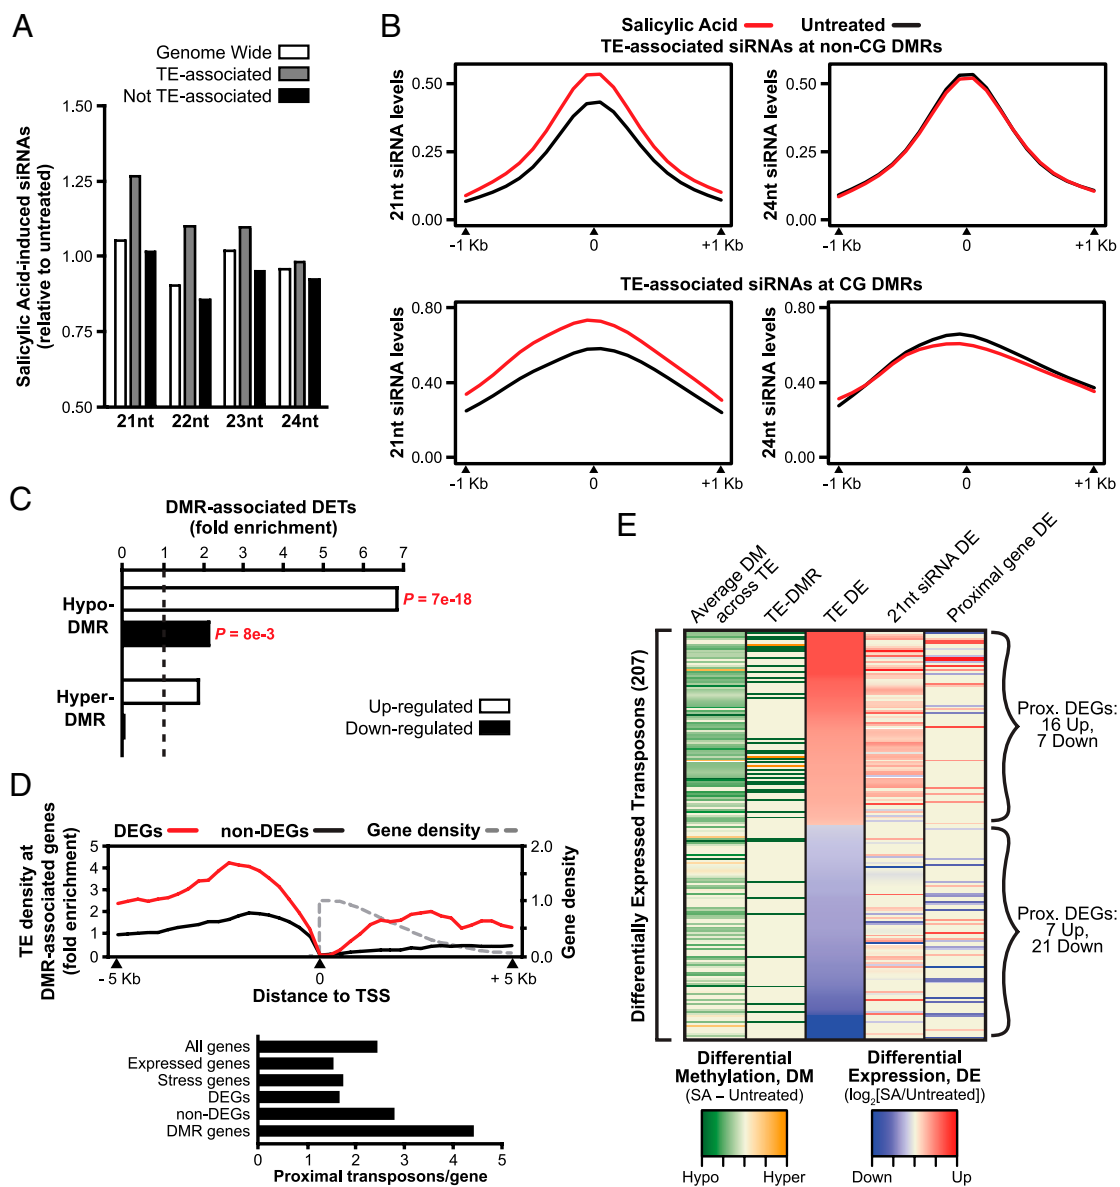 A
Genome Wide
TE-associated
Not TE-associated
Salicylic Acid-induced siRNAs
(relative to untreated)
1.50
1.25
1.00
0.75
0.50
21nt 22nt 23nt 24nt
B
Salicylic Acid Untreated
TE-associated siRNAs at non-CG DMRs
21nt siRNA levels
0.50
0.25
0.00
-1 Kb 0 +1 Kb
24nt siRNA levels
0.50
0.25
0.00
-1 Kb 0 +1 Kb
TE-associated siRNAs at CG DMRs
21nt siRNA levels
0.80
0.40
0.00
-1 Kb 0 +1 Kb
24nt siRNA levels
0.80
0.40
0.00
-1 Kb 0 +1 Kb
C
DMR-associated DETs
(fold enrichment)
0 1 2 3 4 5 6 7
Hypo-
DMR
P = 7e-18
P = 8e-3
Hyper-
DMR
Up-regulated
Down-regulated
D
DEGs non-DEGs Gene density
TE density at
DMR-associated genes
(fold enrichment)
5
4
3
2
1
0
2.0
1.0
0.0
Gene density
- 5 Kb 0 + 5 Kb
Distance to TSS
All genes
Expressed genes
Stress genes
DEGs
non-DEGs
DMR genes
0 1 2 3 4 5
Proximal transposons/gene
E
Average DM
across TE
TE-DMR
TE DE
21nt siRNA DE
Proximal gene DE
Differentially Expressed Transposons (207)
Prox. DEGs:
16 Up,
7 Down
Prox. DEGs:
7 Up,
21 Down
Differential
Methylation, DM
(SA – Untreated)
Hypo Hyper
Differential
Expression, DE
(log2[SA/Untreated])
Down Up